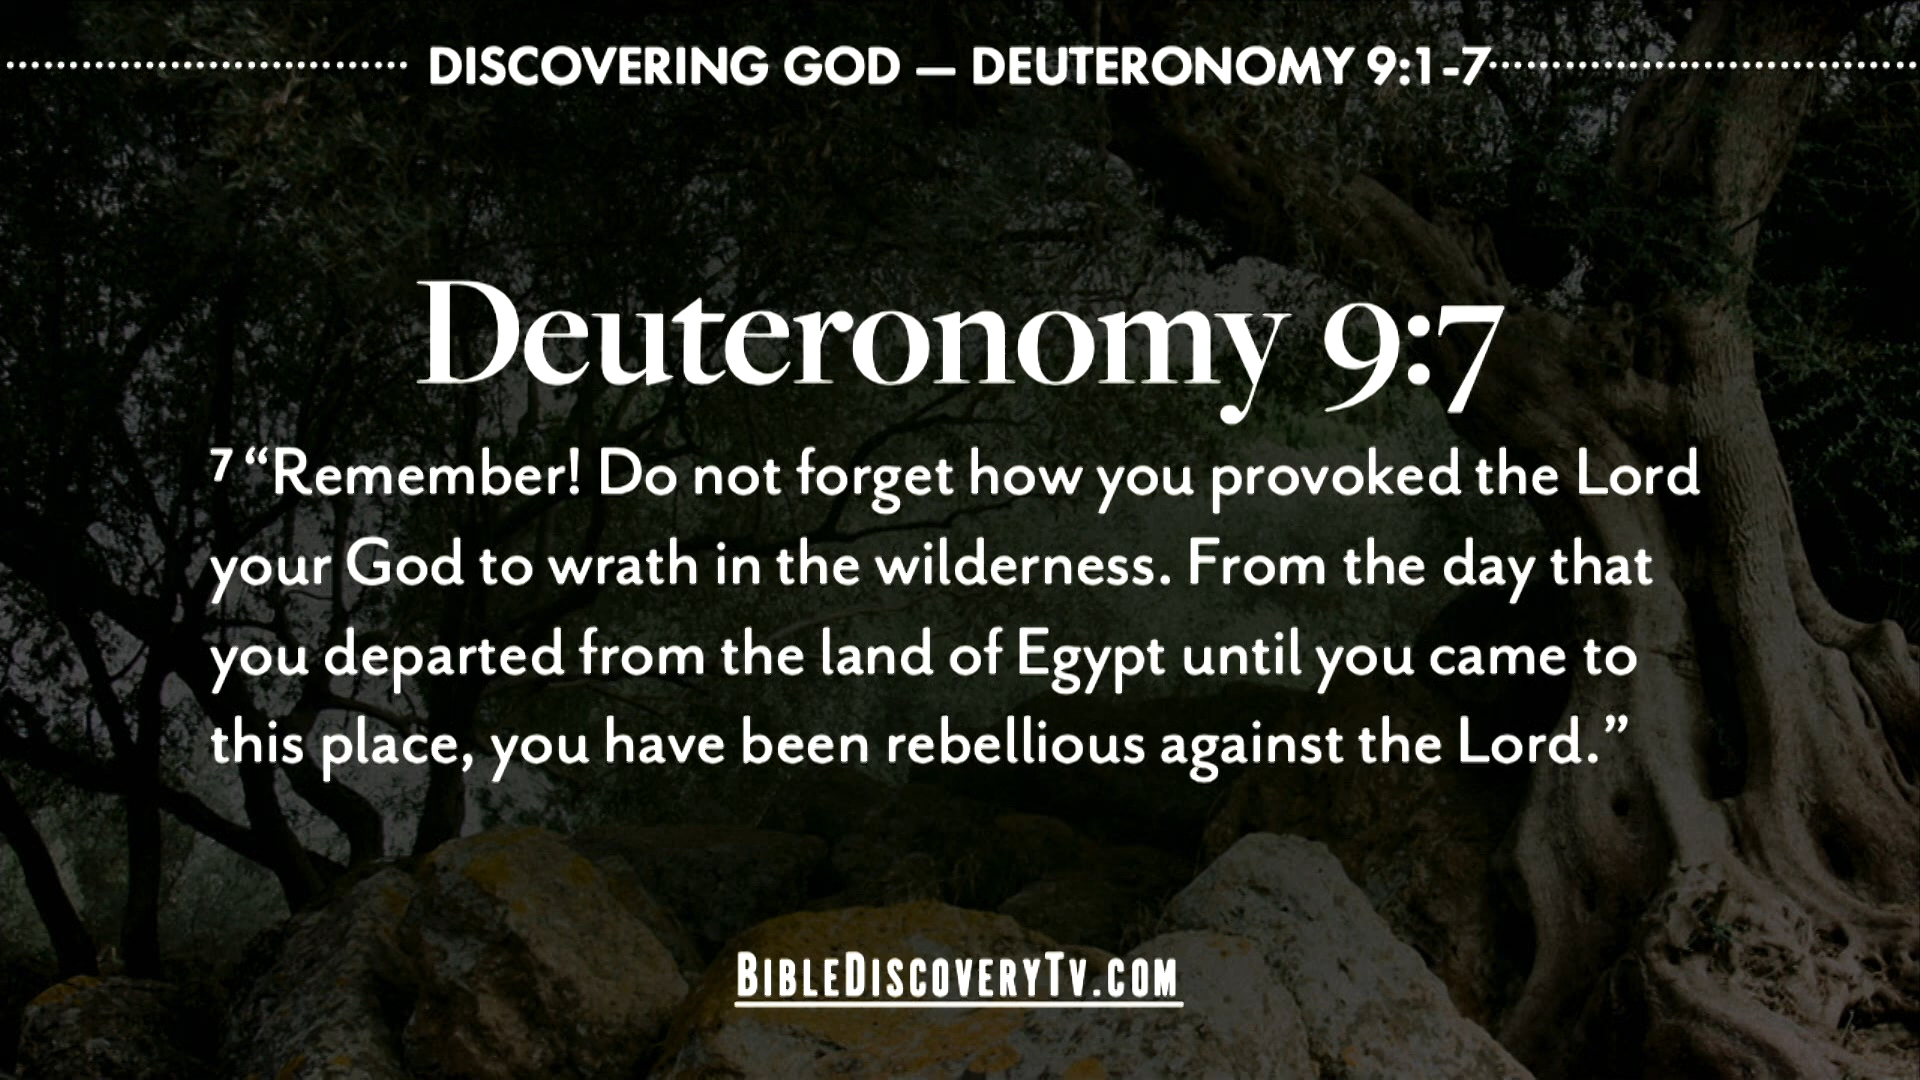 DISCOVERING GOD — DEUTERONOMY 9:1-7
Deuteronomy 9:7
7 “Remember! Do not forget how you provoked the Lord
your God to wrath in the wilderness. From the day that
you departed from the land of Egypt until you came to
this place, you have been rebellious against the Lord.”
BIBLEDISCOVERYTV.COM